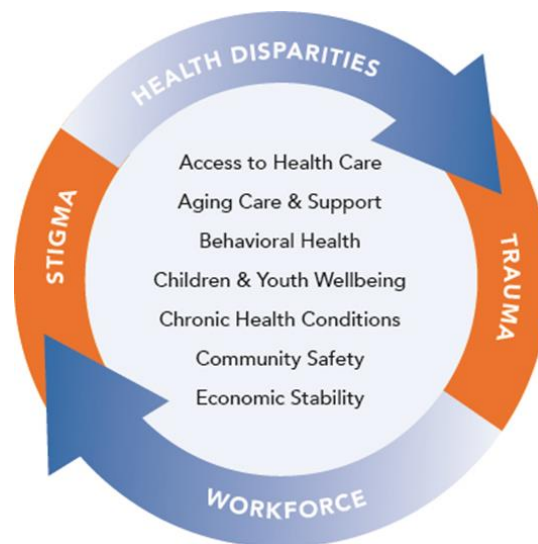 HEALTH DISPARITIES
Access to Health Care
Aging Care & Support
Behavioral Health
Children & Youth Wellbeing
Chronic Health Conditions
Community Safety
Economic Stability
STIGMA
TRAUMA
WORKFORCE